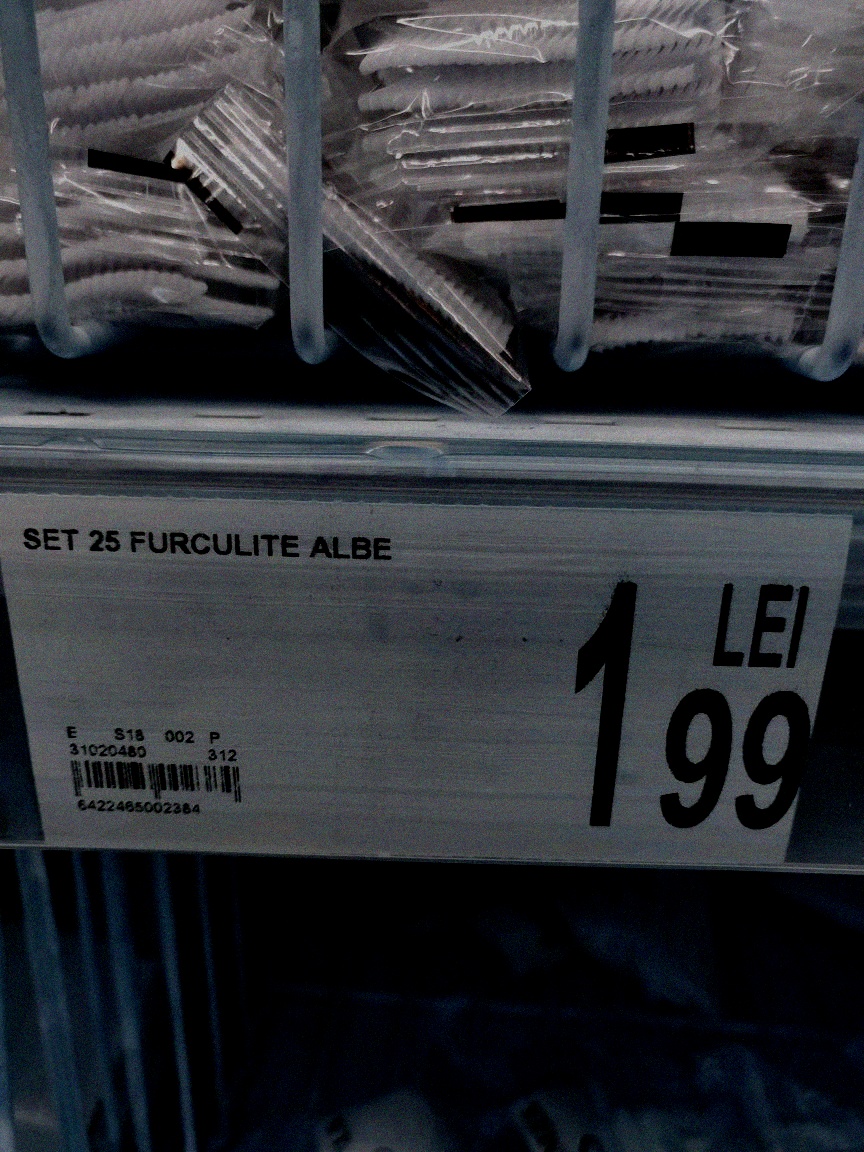 SET 25 FURCULITE ALBE
1 LEI
99
E S18 002 P
31020480 312
6422465002384